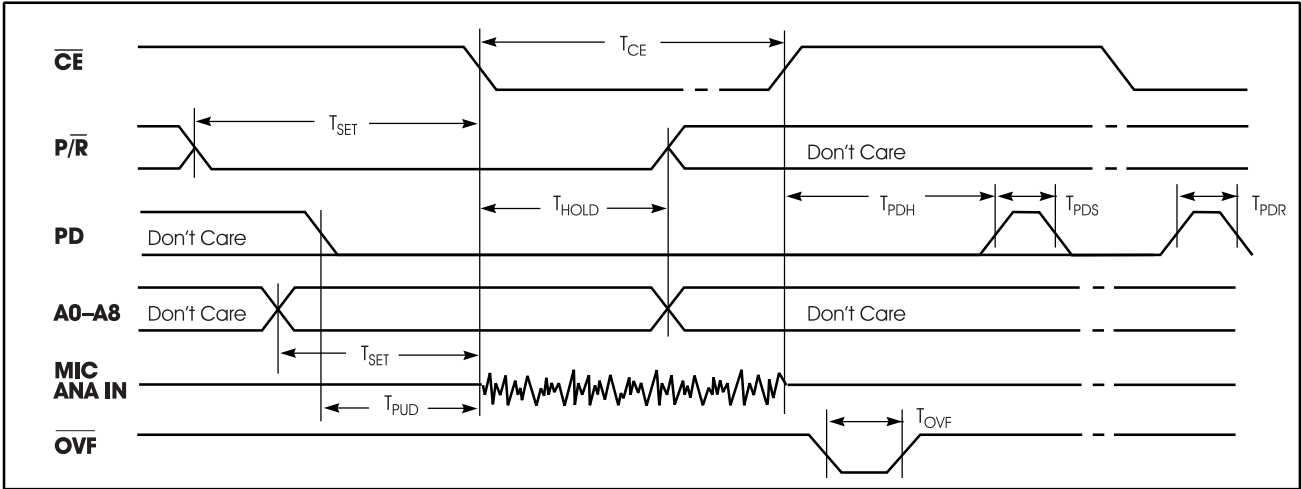 CE
T_CE
T_SET
P/R
Don't Care
T_HOLD
T_PDH
T_PDS
T_PDR
PD
Don't Care
A0–A8
Don't Care
Don't Care
T_SET
MIC
ANA IN
T_PUD
T_OVF
OVF